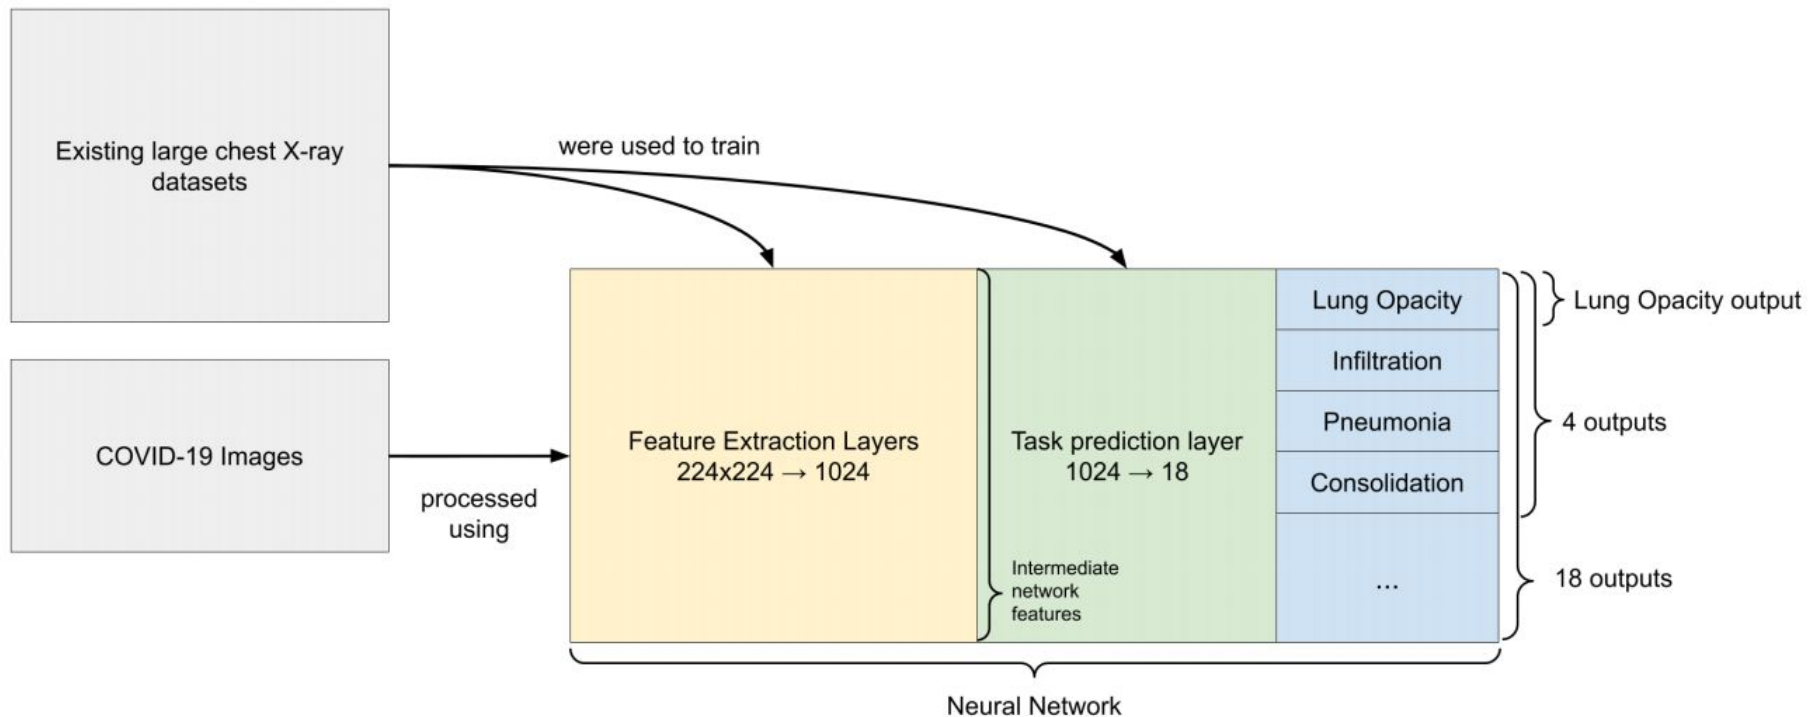 Existing large chest X-ray
datasets
were used to train
COVID-19 Images
processed
using
Feature Extraction Layers
224x224 → 1024
Intermediate
network
features
Task prediction layer
1024 → 18
Lung Opacity
Infiltration
Pneumonia
Consolidation
...
Lung Opacity output
4 outputs
18 outputs
Neural Network